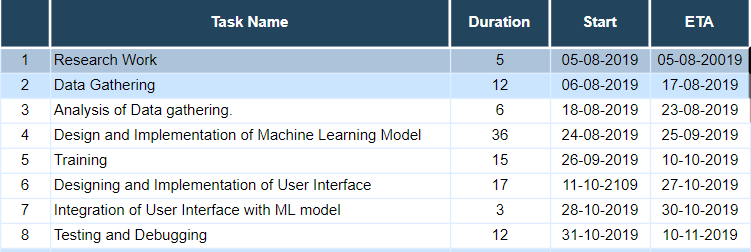 Task Name Duration Start ETA
1 Research Work 5 05-08-2019 05-08-20019
2 Data Gathering 12 06-08-2019 17-08-2019
3 Analysis of Data gathering. 6 18-08-2019 23-08-2019
4 Design and Implementation of Machine Learning Model 36 24-08-2019 25-09-2019
5 Training 15 26-09-2019 10-10-2019
6 Designing and Implementation of User Interface 17 11-10-2109 27-10-2019
7 Integration of User Interface with ML model 3 28-10-2019 30-10-2019
8 Testing and Debugging 12 31-10-2019 10-11-2019